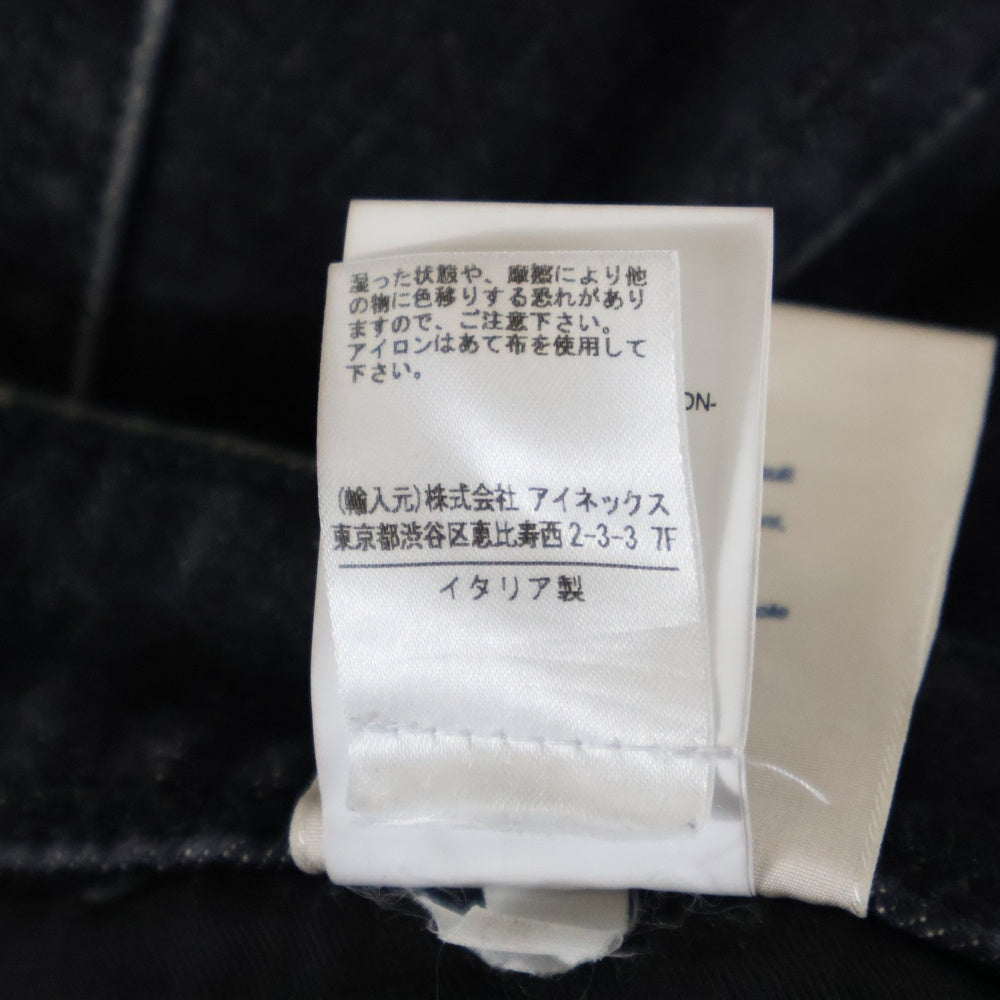 湿った状態や、摩擦により他
の物に色移りする恐れがあり
ますので、ご注意下さい。
アイロンはあて布を使用して
下さい。
(輸入元)株式会社 アイネックス
東京都渋谷区恵比寿西2-3-3 7F
イタリア製
ON-